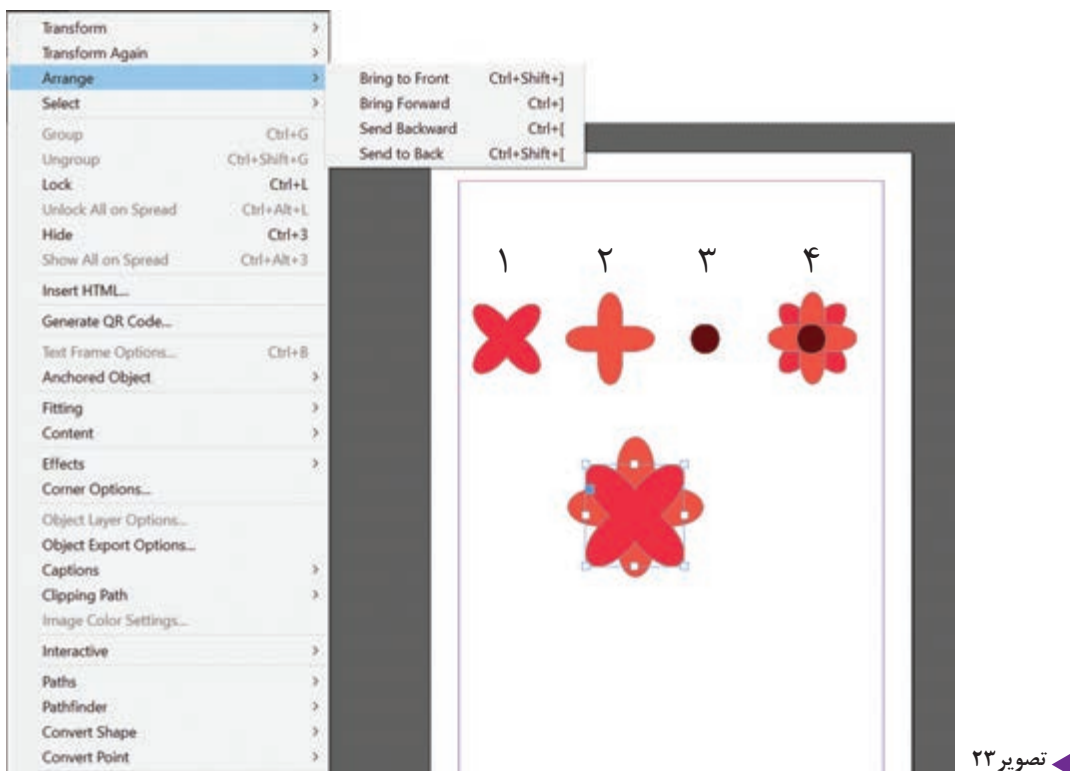 Transform
Transform Again
Arrange
Select
Group Ctrl+G
Ungroup Ctrl+Shift+G
Lock Ctrl+L
Unlock All on Spread Ctrl+Alt+L
Hide Ctrl+3
Show All on Spread Ctrl+Alt+3
Insert HTML...
Generate QR Code...
Text Frame Options... Ctrl+B
Anchored Object
Fitting
Content
Effects
Corner Options...
Object Layer Options...
Object Export Options...
Captions
Clipping Path
Image Color Settings...
Interactive
Paths
Pathfinder
Convert Shape
Convert Point
Bring to Front Ctrl+Shift+]
Bring Forward Ctrl+]
Send Backward Ctrl+[
Send to Back Ctrl+Shift+[
۱ ۲ ۳ ۴
تصویر۲۳